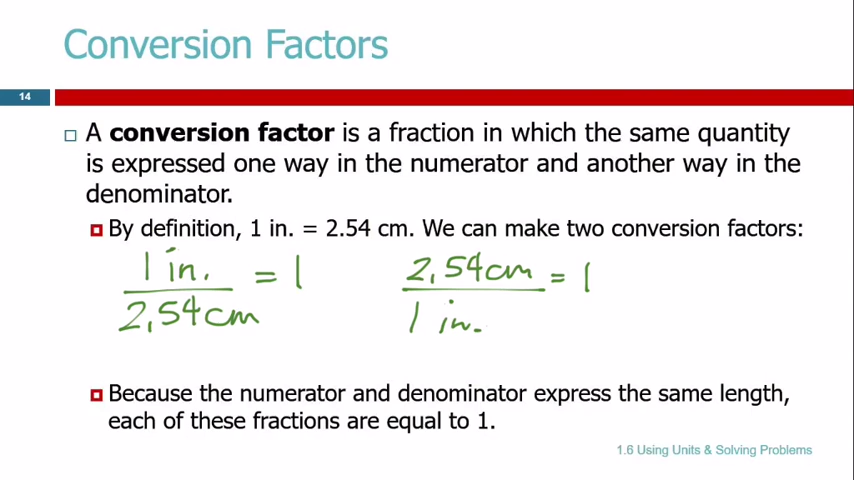 Conversion Factors
14
A conversion factor is a fraction in which the same quantity
is expressed one way in the numerator and another way in the
denominator.
By definition, 1 in. = 2.54 cm. We can make two conversion factors:
1 in. / 2.54 cm = 1
2.54 cm / 1 in. = 1
Because the numerator and denominator express the same length,
each of these fractions are equal to 1.
1.6 Using Units & Solving Problems